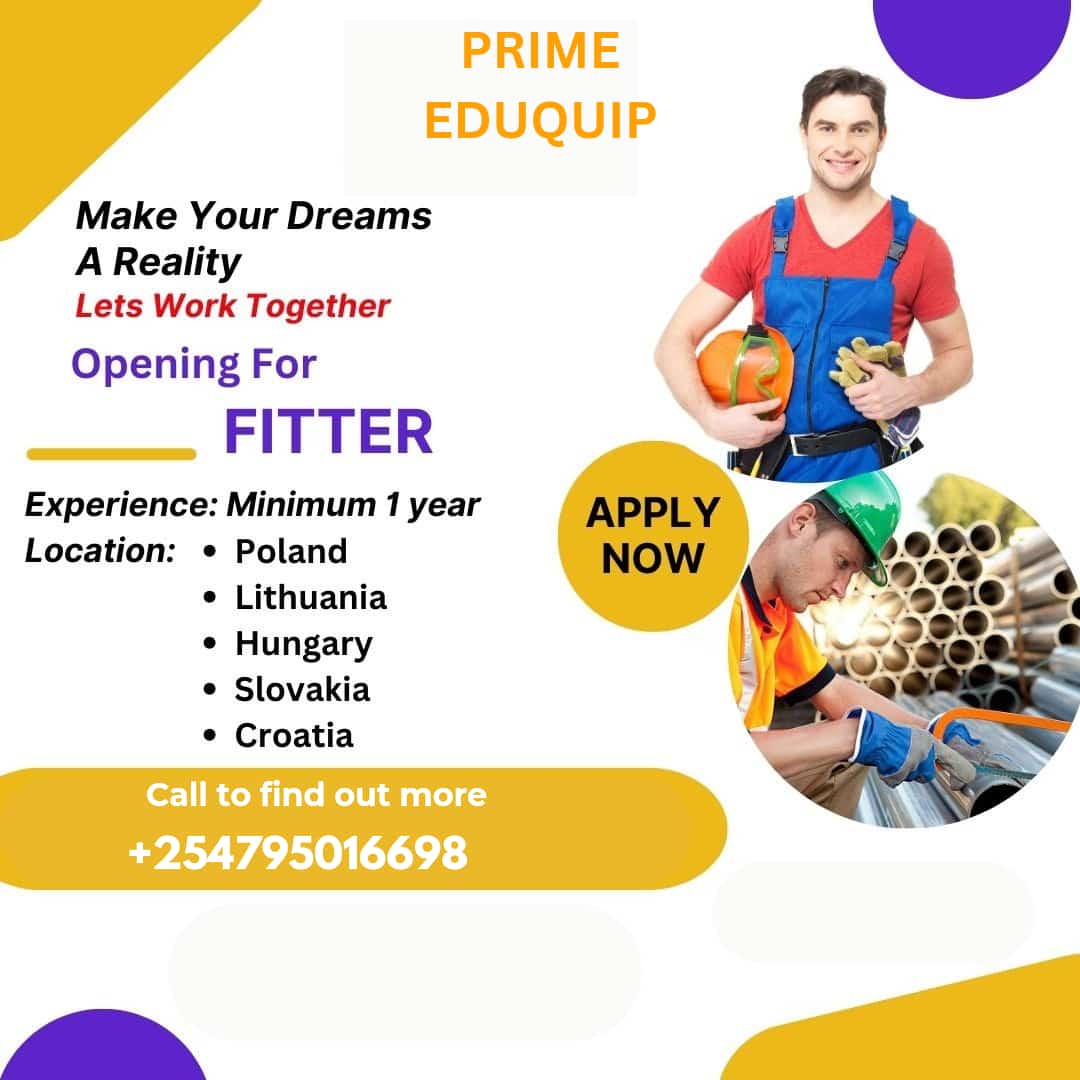 PRIME
EDUQUIP
Make Your Dreams
A Reality
Lets Work Together
Opening For
FITTER
Experience: Minimum 1 year
Location: • Poland
• Lithuania
• Hungary
• Slovakia
• Croatia
APPLY
NOW
Call to find out more
+254795016698